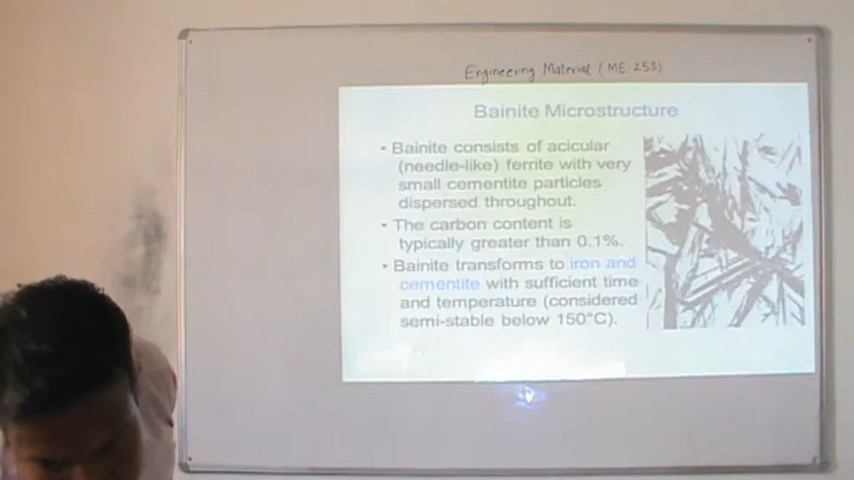 Engineering Material (ME-253)
Bainite Microstructure
• Bainite consists of acicular
(needle-like) ferrite with very
small cementite particles
dispersed throughout.
• The carbon content is
typically greater than 0.1%.
• Bainite transforms to iron and
cementite with sufficient time
and temperature (considered
semi-stable below 150°C).